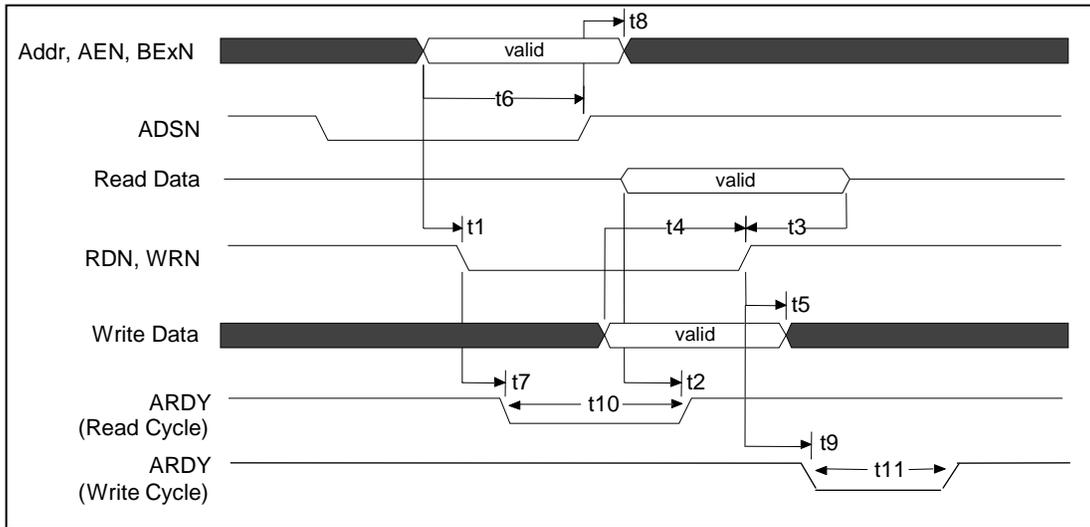 t8
Addr, AEN, BExN
valid
t6
ADSN
Read Data
valid
t1
t4
t3
RDN, WRN
t5
Write Data
valid
t7
t2
ARDY
(Read Cycle)
t10
t9
ARDY
(Write Cycle)
t11